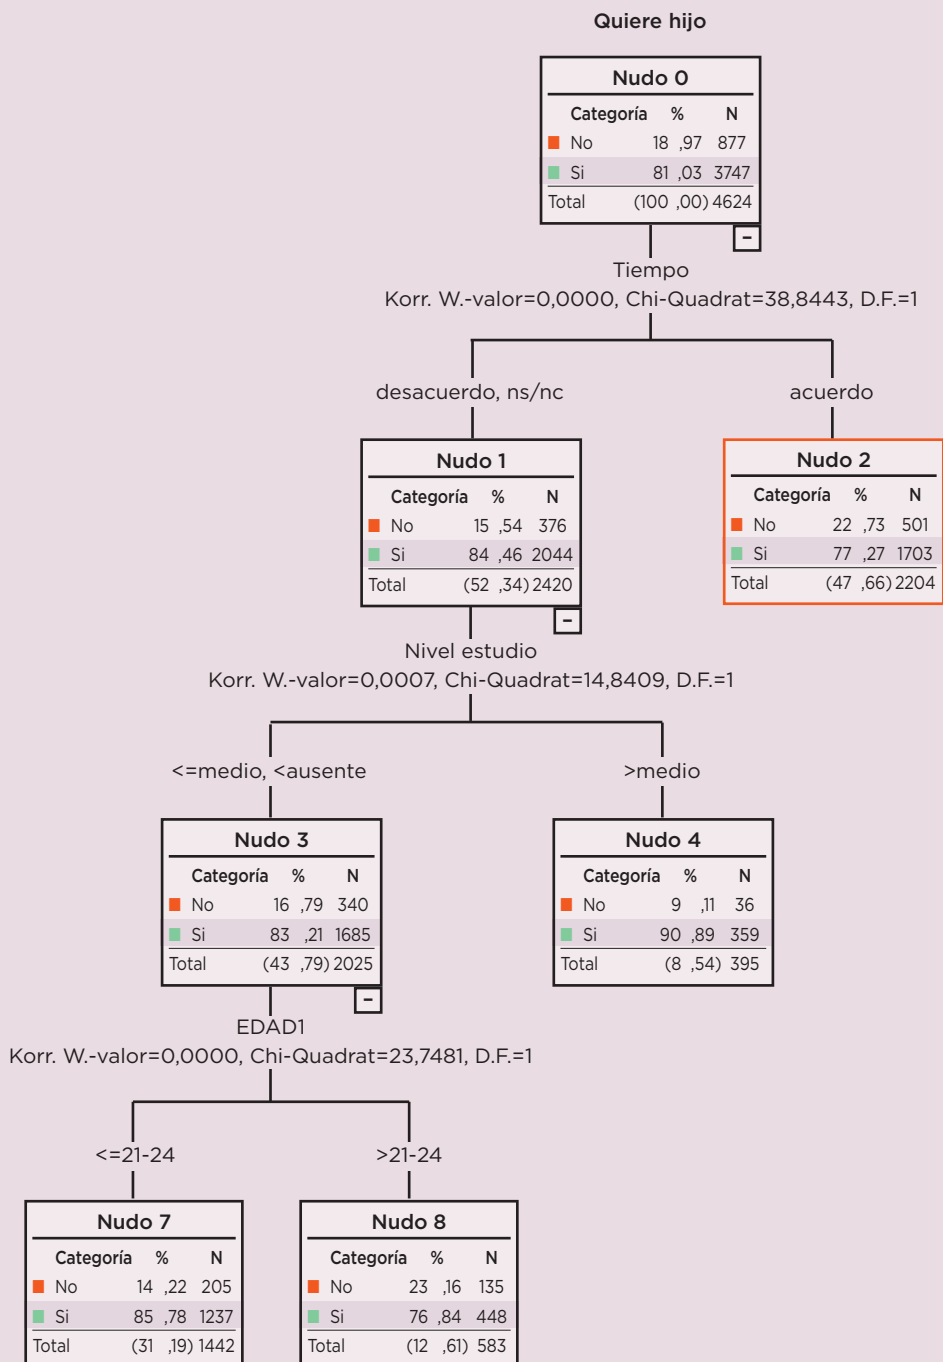 Quiere hijo
Nudo 0
Categoría % N
No 18 ,97 877
Si 81 ,03 3747
Total (100 ,00) 4624
–
Tiempo
Korr. W.-valor=0,0000, Chi-Quadrat=38,8443, D.F.=1
desacuerdo, ns/nc
acuerdo
Nudo 1
Categoría % N
No 15 ,54 376
Si 84 ,46 2044
Total (52 ,34) 2420
–
Nudo 2
Categoría % N
No 22 ,73 501
Si 77 ,27 1703
Total (47 ,66) 2204
Nivel estudio
Korr. W.-valor=0,0007, Chi-Quadrat=14,8409, D.F.=1
<=medio, <ausente
>medio
Nudo 3
Categoría % N
No 16 ,79 340
Si 83 ,21 1685
Total (43 ,79) 2025
–
Nudo 4
Categoría % N
No 9 ,11 36
Si 90 ,89 359
Total (8 ,54) 395
EDAD1
Korr. W.-valor=0,0000, Chi-Quadrat=23,7481, D.F.=1
<=21-24
>21-24
Nudo 7
Categoría % N
No 14 ,22 205
Si 85 ,78 1237
Total (31 ,19) 1442
Nudo 8
Categoría % N
No 23 ,16 135
Si 76 ,84 448
Total (12 ,61) 583